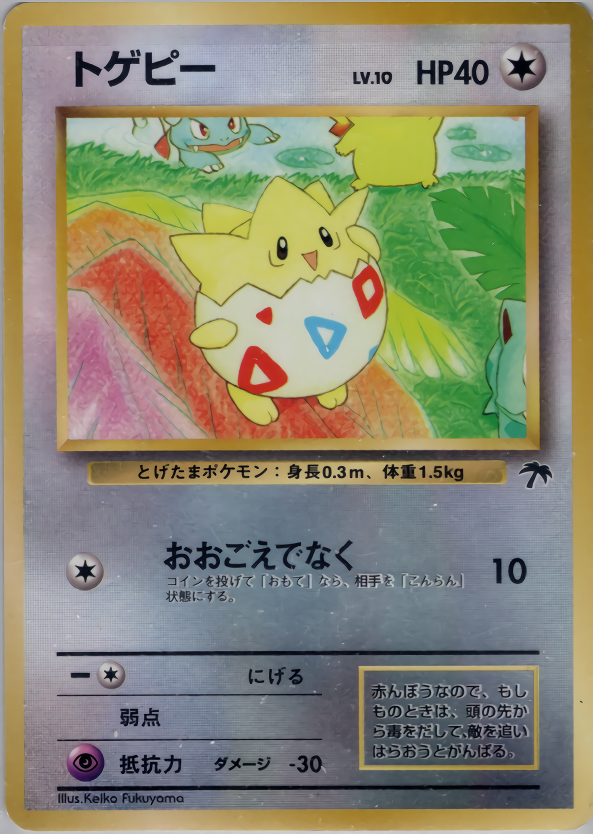 トゲピー LV.10 HP40
とげたまポケモン：身長0.3m、体重1.5kg
おおごえでなく 10
コインを投げて「おもて」なら、相手を「こんらん」
状態にする。
にげる
弱点
抵抗力 ダメージ -30
赤んぼうなので、もし
ものときは、頭の先か
ら毒をだして、敵を追い
はらおうとがんばる。
Illus.Keiko Fukuyama